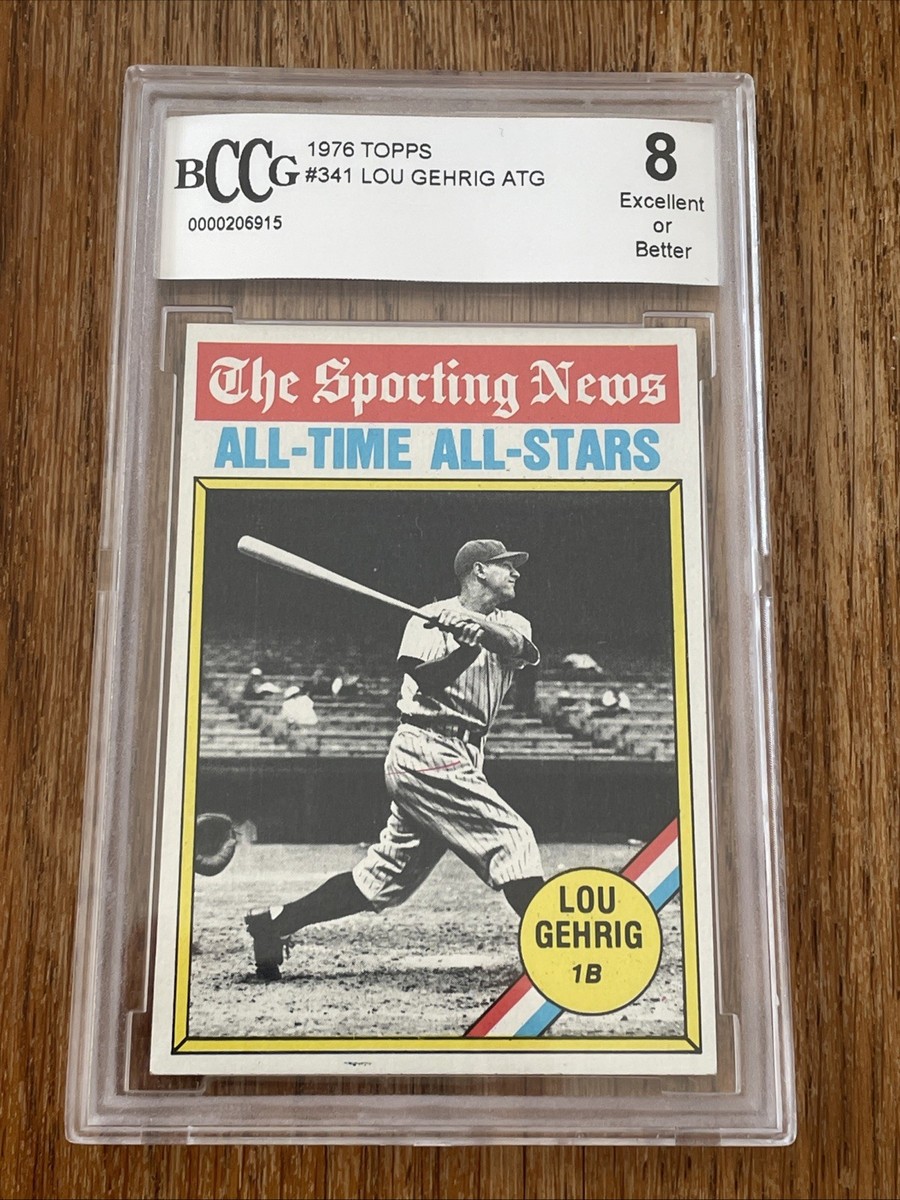 BCCG
1976 TOPPS
#341 LOU GEHRIG ATG
0000206915
8
Excellent
or
Better
The Sporting News
ALL-TIME ALL-STARS
LOU
GEHRIG
1B